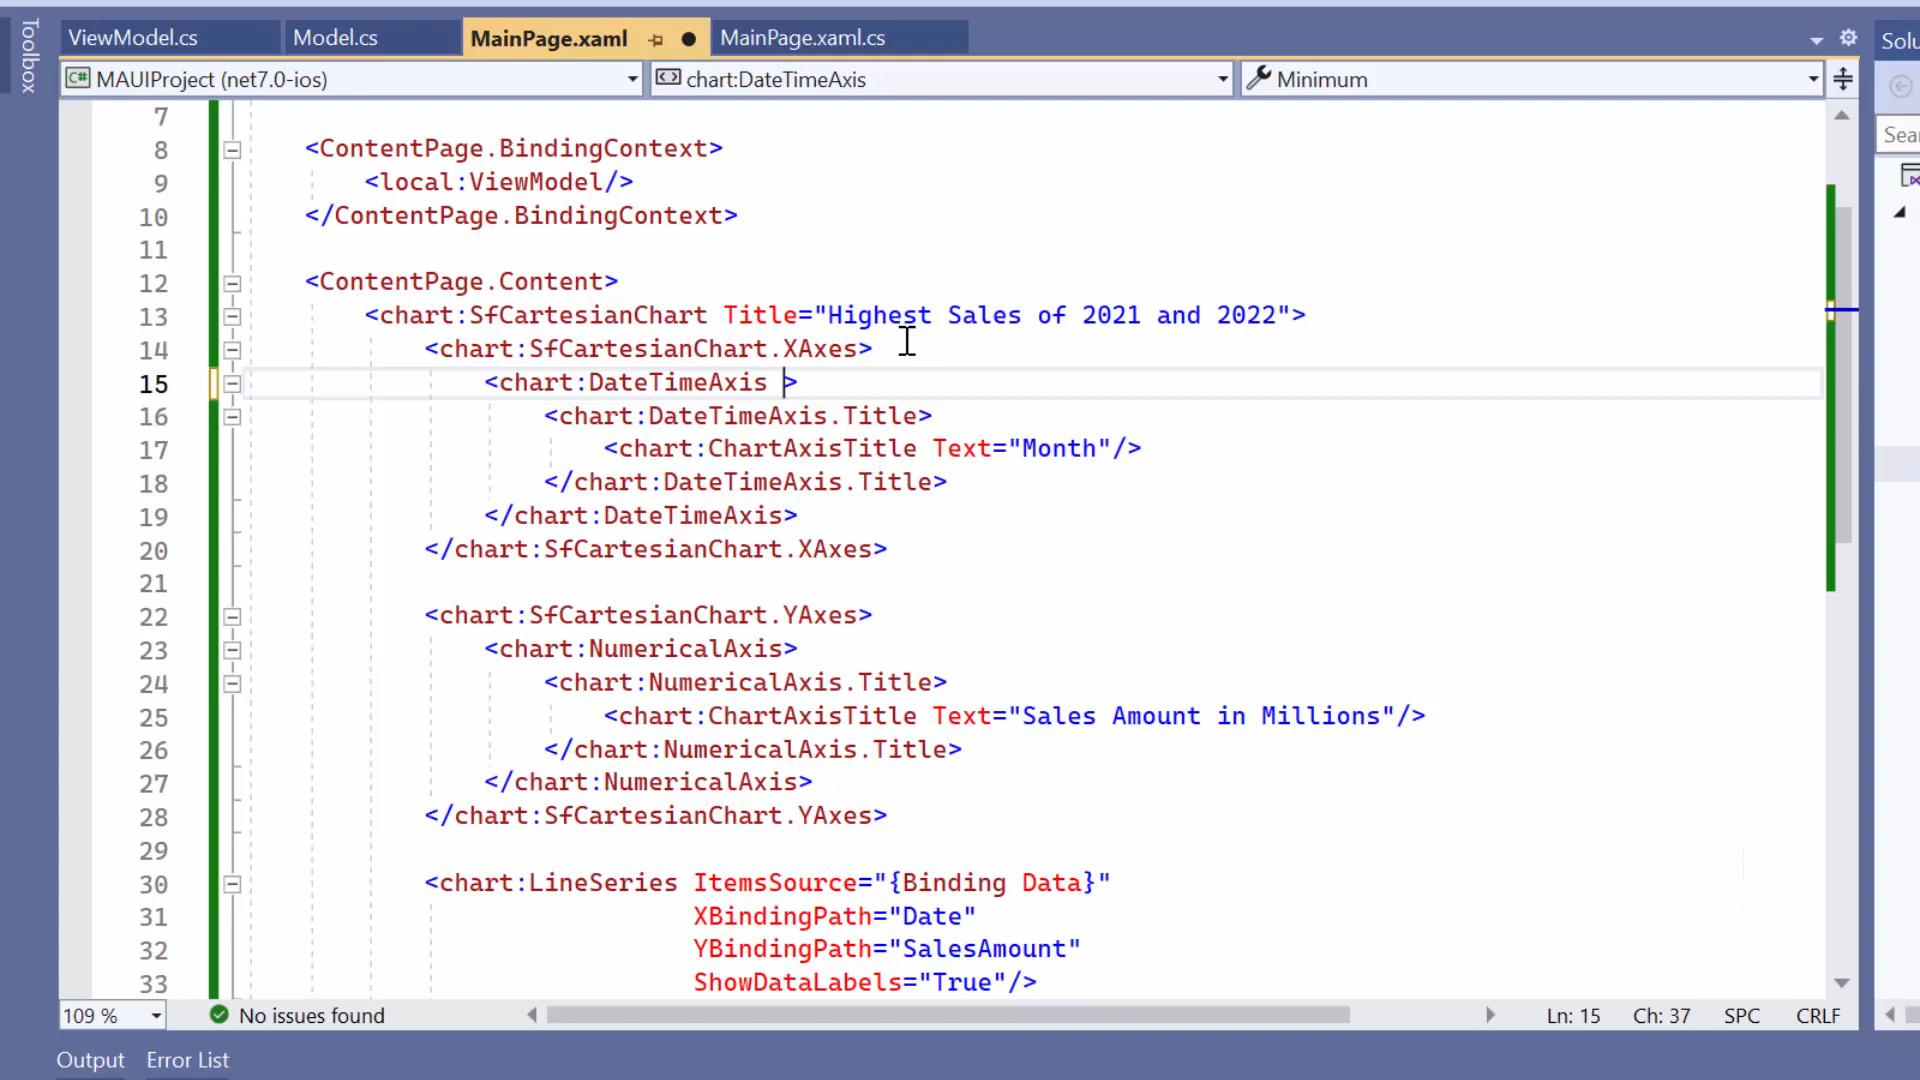 Toolbox
ViewModel.cs
Model.cs
MainPage.xaml
MainPage.xaml.cs
Solu
C# MAUIProject (net7.0-ios)
chart:DateTimeAxis
Minimum
Sea
7
8 <ContentPage.BindingContext>
9 <local:ViewModel/>
10 </ContentPage.BindingContext>
11
12 <ContentPage.Content>
13 <chart:SfCartesianChart Title="Highest Sales of 2021 and 2022">
14 <chart:SfCartesianChart.XAxes>
15 <chart:DateTimeAxis >
16 <chart:DateTimeAxis.Title>
17 <chart:ChartAxisTitle Text="Month"/>
18 </chart:DateTimeAxis.Title>
19 </chart:DateTimeAxis>
20 </chart:SfCartesianChart.XAxes>
21
22 <chart:SfCartesianChart.YAxes>
23 <chart:NumericalAxis>
24 <chart:NumericalAxis.Title>
25 <chart:ChartAxisTitle Text="Sales Amount in Millions"/>
26 </chart:NumericalAxis.Title>
27 </chart:NumericalAxis>
28 </chart:SfCartesianChart.YAxes>
29
30 <chart:LineSeries ItemsSource="{Binding Data}"
31 XBindingPath="Date"
32 YBindingPath="SalesAmount"
33 ShowDataLabels="True"/>
109 %
No issues found
Ln: 15
Ch: 37
SPC
CRLF
Output
Error List